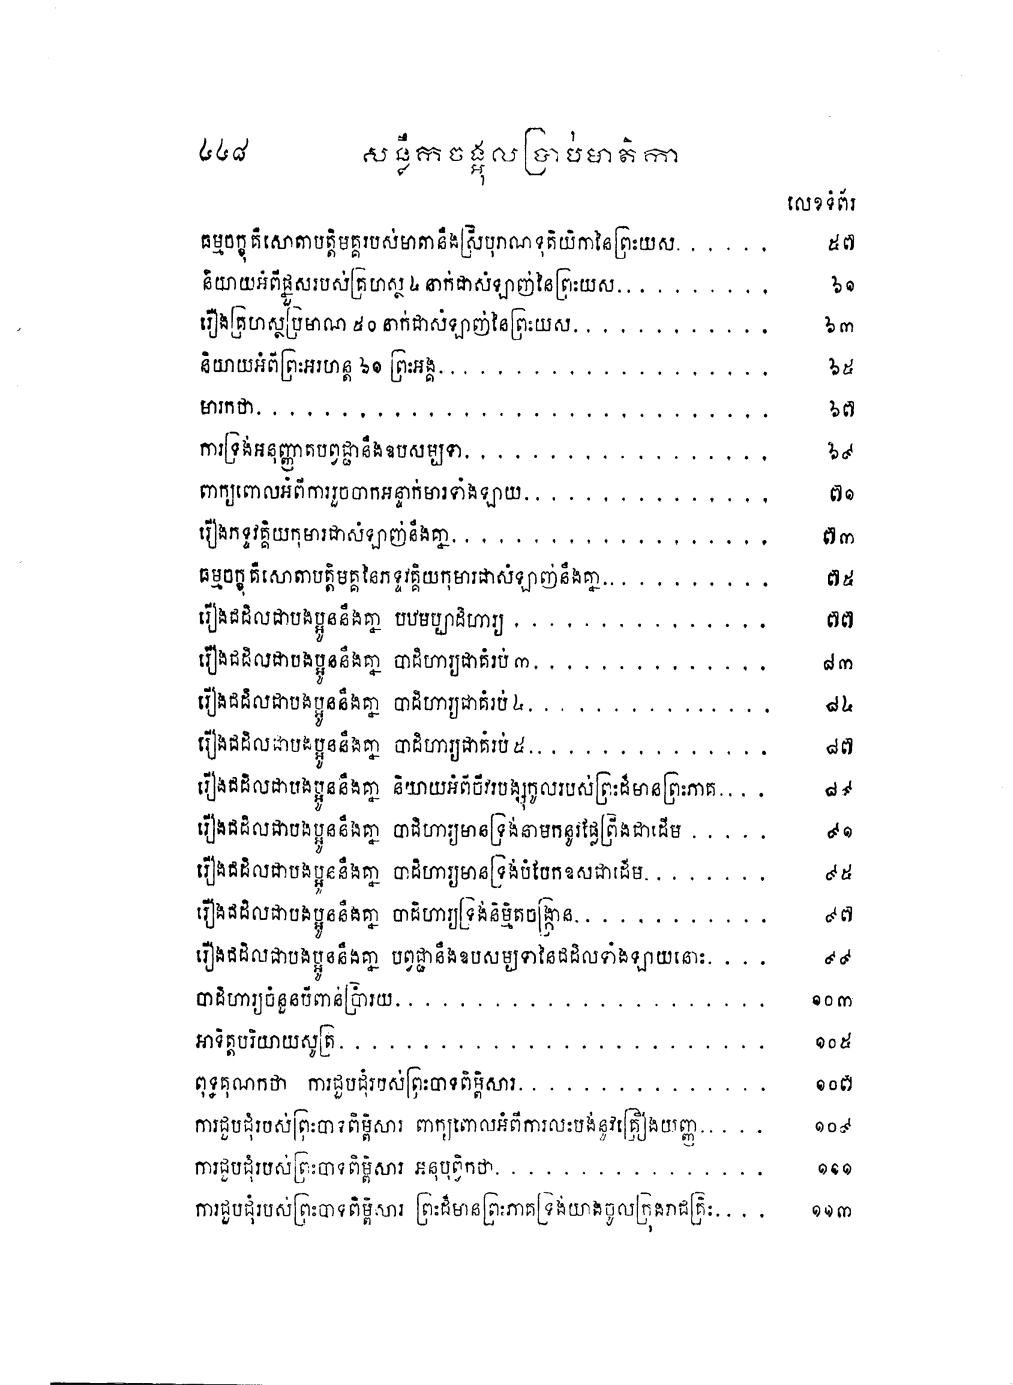 ៤៤៨ សន្លឹកចង្អុលប្រាប់មាតិកា
លេខទំព័រ
ធម្មចក្ខុគឺសោតាបត្តិមគ្គរបស់មាតានឹងស្រីបុរាណទុតិយិកានៃព្រះយស. . . . . . ៥៧
និយាយអំពីផ្នួសរបស់គ្រហស្ថ ៤ នាក់ជាសំឡាញ់នៃព្រះយស. . . . . . . . . . ៦១
រឿងគ្រហស្ថប្រមាណ ៥០ នាក់ជាសំឡាញ់នៃព្រះយស. . . . . . . . . . . . ៦៣
និយាយអំពីព្រះអរហន្ត ៦១ ព្រះអង្គ. . . . . . . . . . . . . . . . . . . . ៦៥
មារកថា. . . . . . . . . . . . . . . . . . . . . . . . . . . . . . ៦៧
ការទ្រង់អនុញ្ញាតបព្វជ្ជានឹងឧបសម្បទា. . . . . . . . . . . . . . . . . . ៦៩
ពាក្យពោលអំពីការរួចចាកអន្ទាក់មារទាំងឡាយ. . . . . . . . . . . . . . . ៧១
រឿងភទ្ទវគ្គិយកុមារជាសំឡាញ់នឹងគ្នា. . . . . . . . . . . . . . . . . . . ៧៣
ធម្មចក្ខុគឺសោតាបត្តិមគ្គនៃភទ្ទវគ្គិយកុមារជាសំឡាញ់នឹងគ្នា. . . . . . . . . . ៧៥
រឿងជដិលជាបងប្អូននឹងគ្នា បឋមប្បាដិហារ្យ . . . . . . . . . . . . . . . ៧៧
រឿងជដិលជាបងប្អូននឹងគ្នា បាដិហារ្យជាគំរប់ ៣. . . . . . . . . . . . . . ៨៣
រឿងជដិលជាបងប្អូននឹងគ្នា បាដិហារ្យជាគំរប់ ៤. . . . . . . . . . . . . . . ៨៤
រឿងជដិលជាបងប្អូននឹងគ្នា បាដិហារ្យជាគំរប់ ៥. . . . . . . . . . . . . . . ៨៧
រឿងជដិលជាបងប្អូននឹងគ្នា និយាយអំពីចីវរបង្សុកូលរបស់ព្រះដ៏មានព្រះភាគ. . . . ៨៩
រឿងជដិលជាបងប្អូននឹងគ្នា បាដិហារ្យមានទ្រង់នាមកនូវផ្លែព្រីងជាដើម . . . . . ៩១
រឿងជដិលជាបងប្អូននឹងគ្នា បាដិហារ្យមានទ្រង់បំបែកឧសជាដើម. . . . . . . . ៩៥
រឿងជដិលជាបងប្អូននឹងគ្នា បាដិហារ្យទ្រង់និម្មិតចង្ក្រាន. . . . . . . . . . . . ៩៧
រឿងជដិលជាបងប្អូននឹងគ្នា បព្វជ្ជានឹងឧបសម្បទានៃជដិលទាំងឡាយនោះ. . . . ៩៩
បាដិហារ្យចំនួនបីពាន់ប្រាំរយ. . . . . . . . . . . . . . . . . . . . . . ១០៣
អាទិត្តបរិយាយសូត្រ. . . . . . . . . . . . . . . . . . . . . . . . . ១០៥
ពុទ្ធគុណកថា ការជួបជុំរបស់ព្រះបាទពិម្ពិសារ. . . . . . . . . . . . . . . ១០៧
ការជួបជុំរបស់ព្រះបាទពិម្ពិសារ ពាក្យពោលអំពីការលះបង់នូវគ្រឿងយញ្ញ. . . . . ១០៩
ការជួបជុំរបស់ព្រះបាទពិម្ពិសារ អនុបុព្វិកថា. . . . . . . . . . . . . . . . ១១១
ការជួបជុំរបស់ព្រះបាទពិម្ពិសារ ព្រះដ៏មានព្រះភាគទ្រង់យាងចូលក្រុងរាជគ្រឹះ. . . . ១១៣